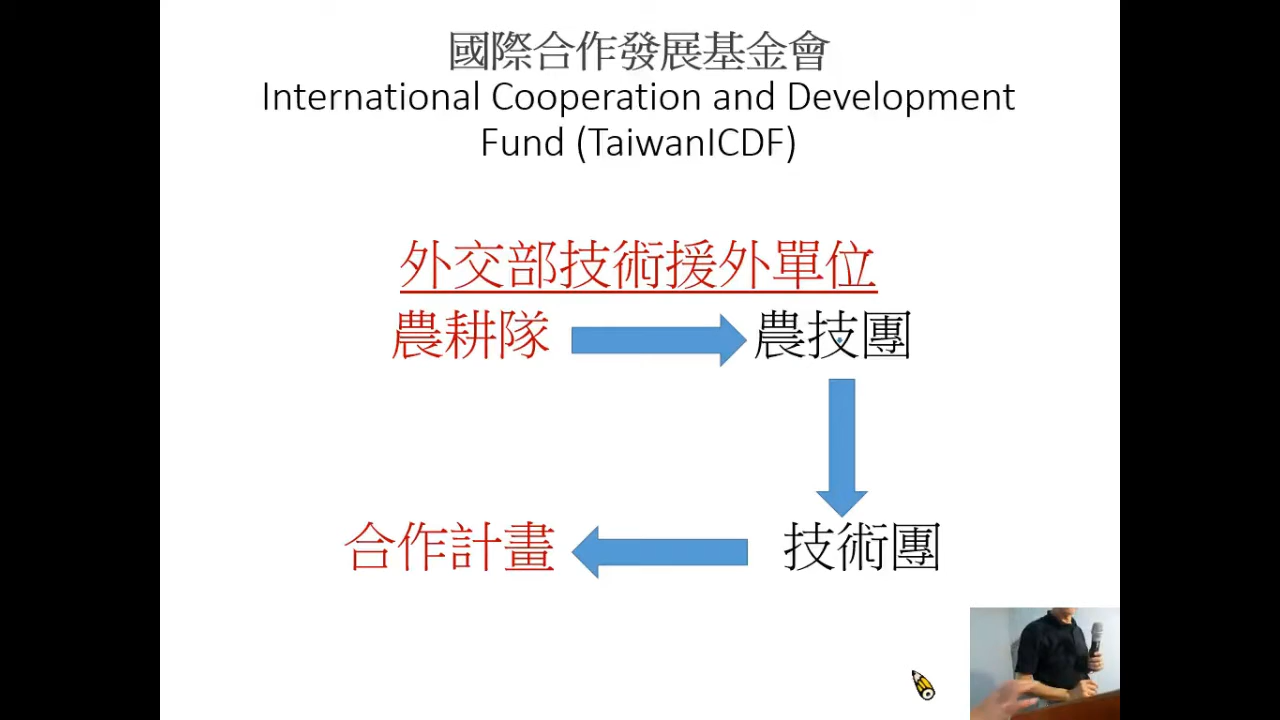 國際合作發展基金會
International Cooperation and Development
Fund (TaiwanICDF)
外交部技術援外單位
農耕隊 農技團
合作計畫 技術團